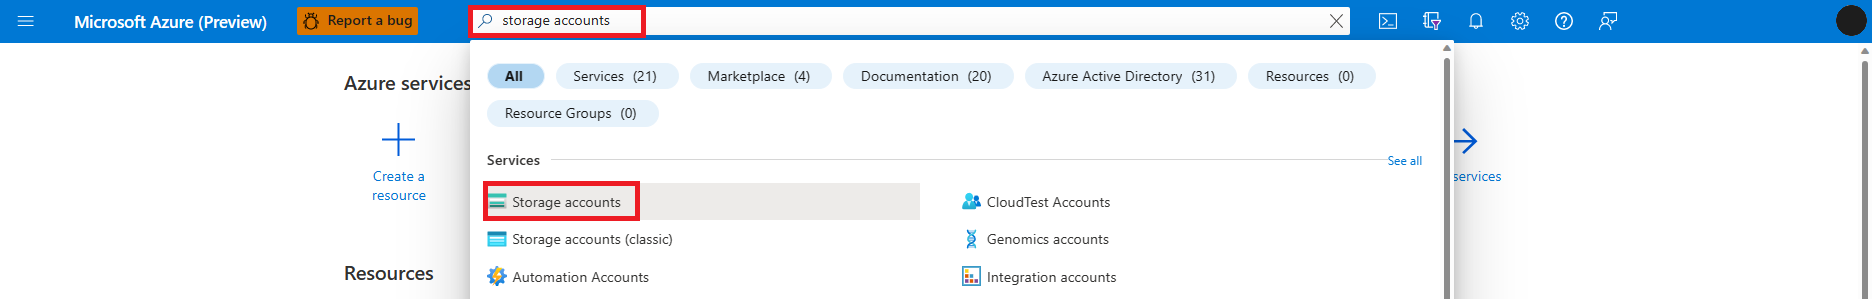 Microsoft Azure (Preview) Report a bug storage accounts
All Services (21) Marketplace (4) Documentation (20) Azure Active Directory (31) Resources (0)
Resource Groups (0)
Azure services
Create a
resource
Services See all
services
Storage accounts CloudTest Accounts
Storage accounts (classic) Genomics accounts
Automation Accounts Integration accounts
Resources